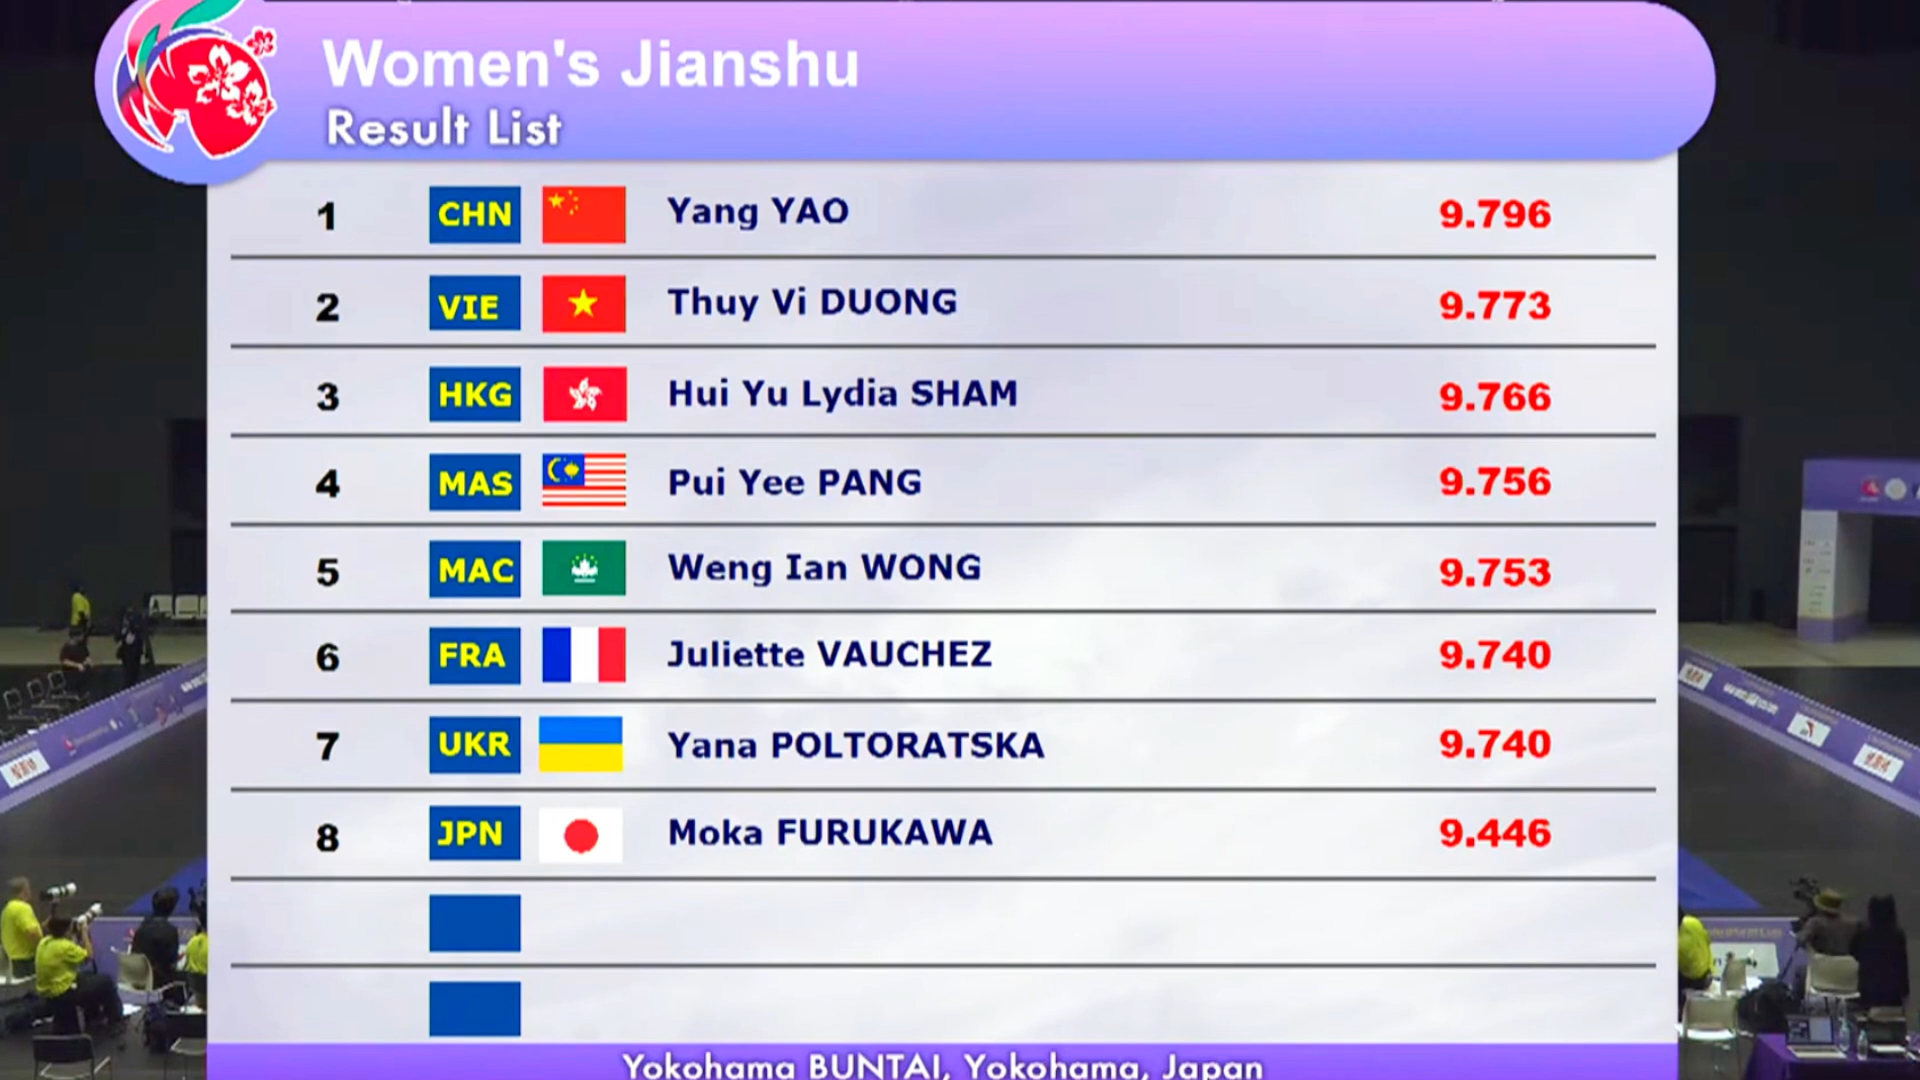 Women's Jianshu
Result List
1 CHN Yang YAO 9.796
2 VIE Thuy Vi DUONG 9.773
3 HKG Hui Yu Lydia SHAM 9.766
4 MAS Pui Yee PANG 9.756
5 MAC Weng Ian WONG 9.753
6 FRA Juliette VAUCHEZ 9.740
7 UKR Yana POLTORATSKA 9.740
8 JPN Moka FURUKAWA 9.446
Yokohama BUNTAI, Yokohama, Japan